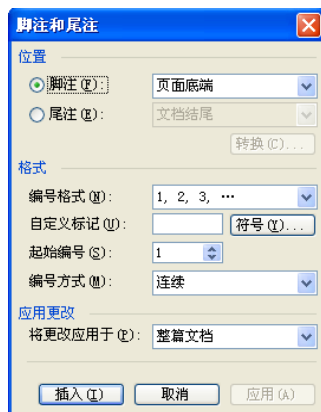 脚注和尾注
位置
脚注(F): 页面底端
尾注(E): 文档结尾
转换(C)...
格式
编号格式(N): 1, 2, 3, …
自定义标记(U): 符号(Y)...
起始编号(S): 1
编号方式(M): 连续
应用更改
将更改应用于(P): 整篇文档
插入(I) 取消 应用(A)